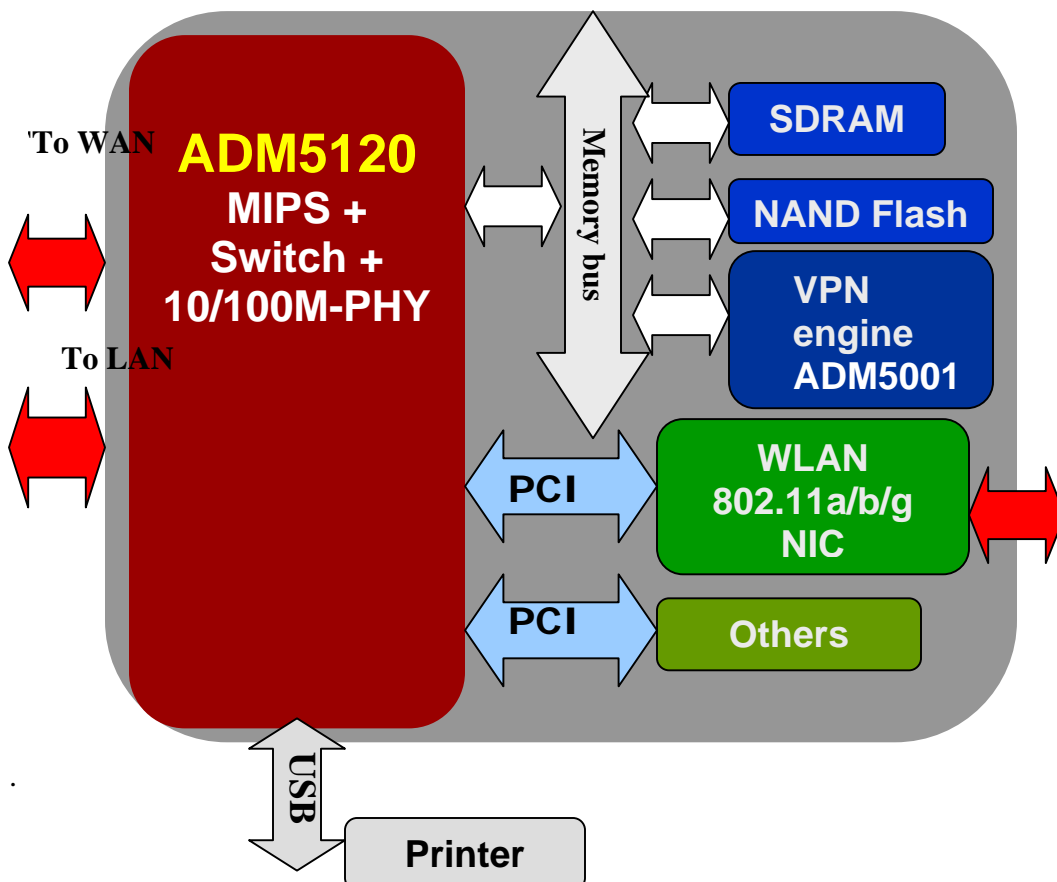 'To WAN
ADM5120
MIPS +
Switch +
10/100M-PHY
To LAN
Memory bus
SDRAM
NAND Flash
VPN
engine
ADM5001
PCI
WLAN
802.11a/b/g
NIC
PCI
Others
USB
.
Printer